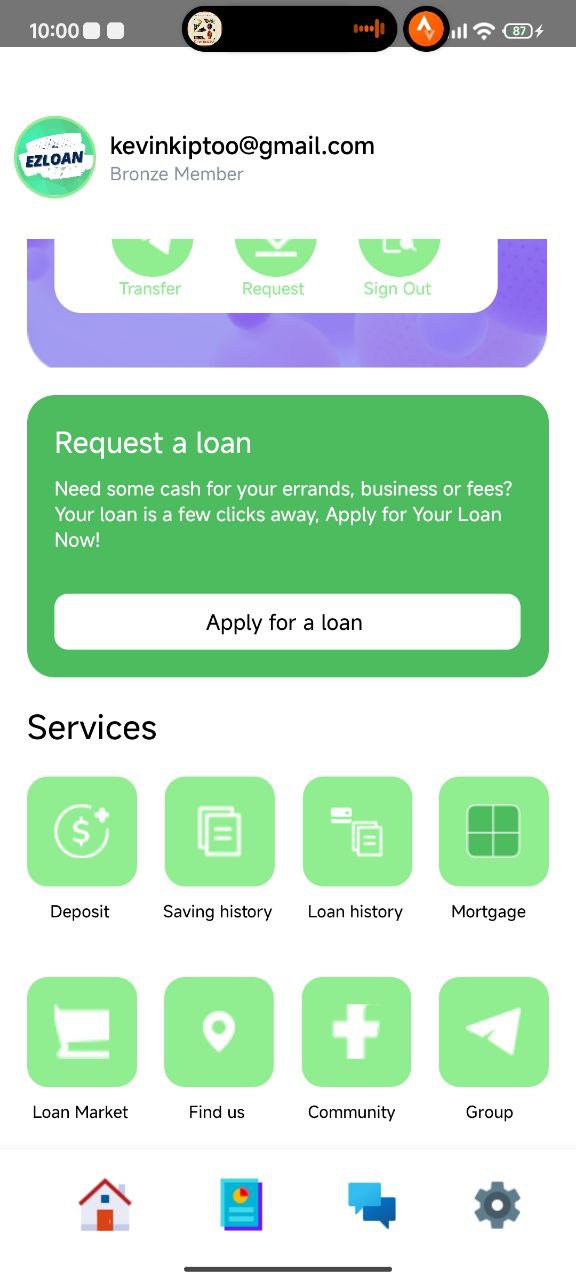 10:00
87
EZLOAN
kevinkiptoo@gmail.com
Bronze Member
Transfer
Request
Sign Out
Request a loan
Need some cash for your errands, business or fees?
Your loan is a few clicks away, Apply for Your Loan
Now!
Apply for a loan
Services
Deposit
Saving history
Loan history
Mortgage
Loan Market
Find us
Community
Group